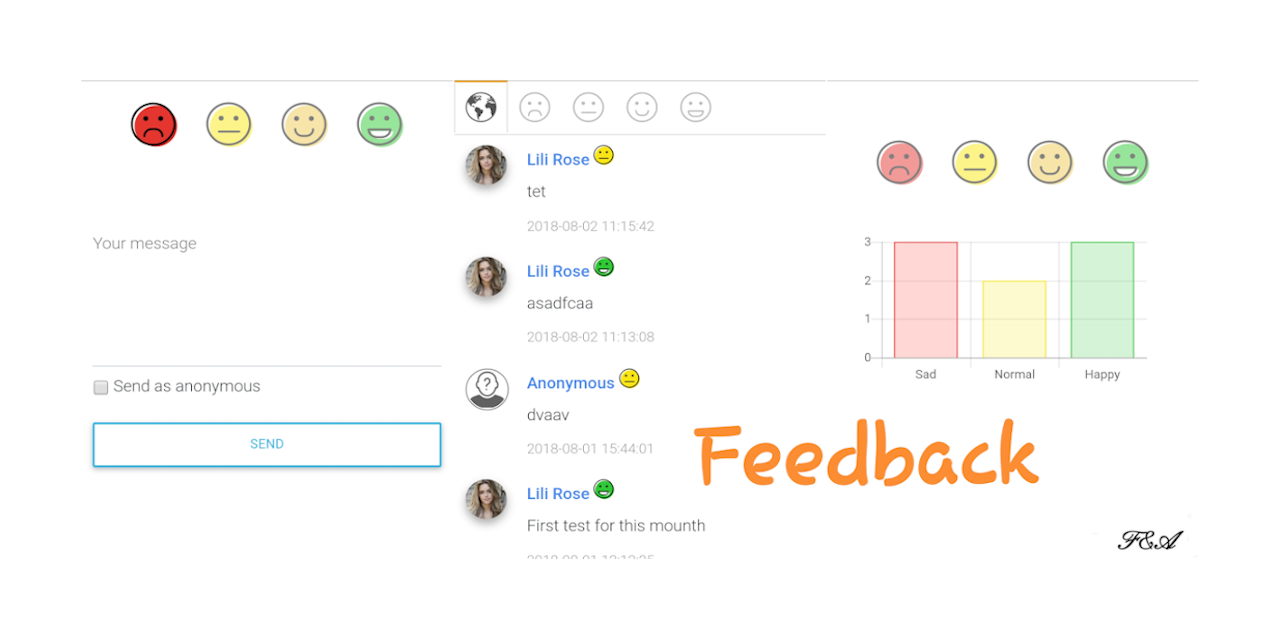 Your message
Send as anonymous
SEND
Lili Rose
tet
2018-08-02 11:15:42
Lili Rose
asadfcaa
2018-08-02 11:13:08
Anonymous
dvaav
2018-08-01 15:44:01
Lili Rose
First test for this mounth
3
2
1
0
Sad Normal Happy
Feedback
F&A